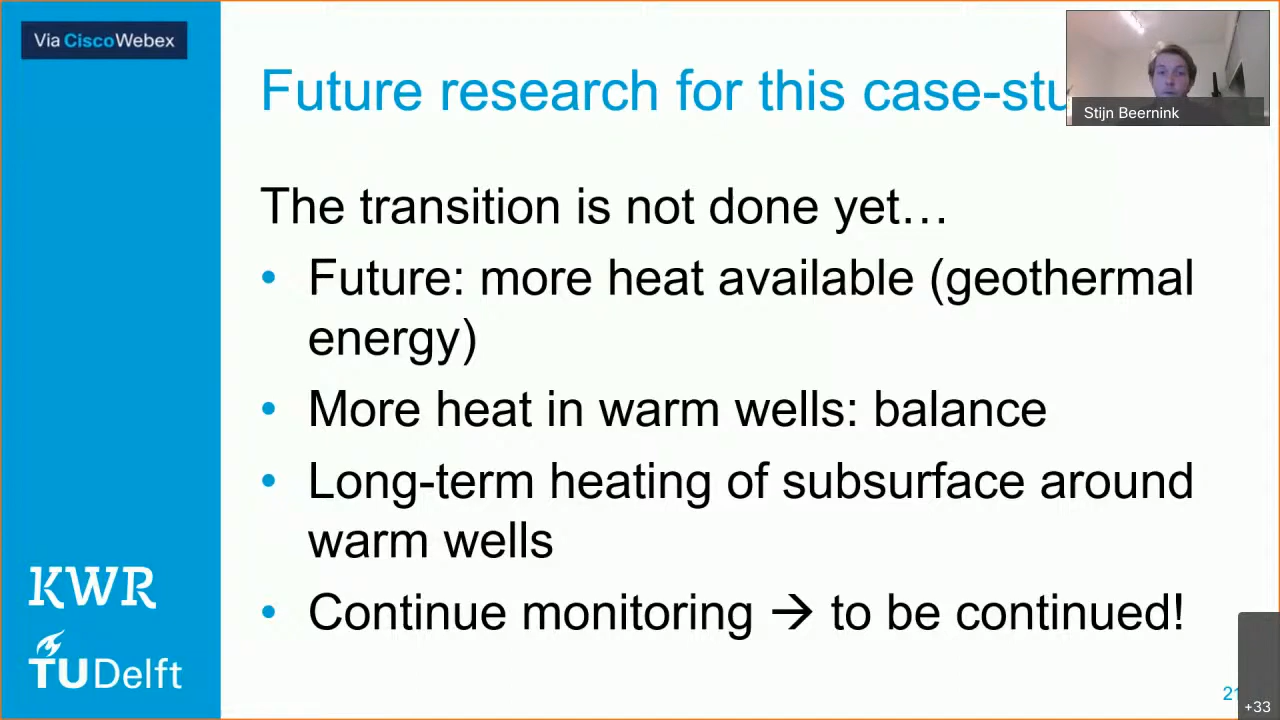 Via CiscoWebex
Future research for this case-stu
Stijn Beernink
The transition is not done yet…
• Future: more heat available (geothermal
energy)
• More heat in warm wells: balance
• Long-term heating of subsurface around
warm wells
• Continue monitoring → to be continued!
KWR
TUDelft
21
+33